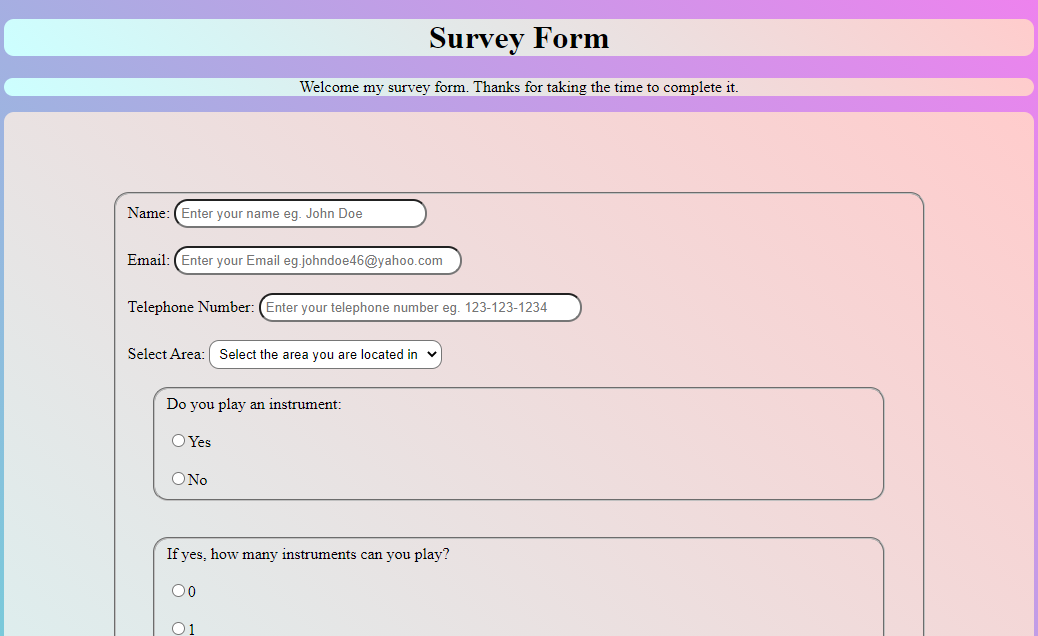 Survey Form
Welcome my survey form. Thanks for taking the time to complete it.
Name: Enter your name eg. John Doe
Email: Enter your Email eg.johndoe46@yahoo.com
Telephone Number: Enter your telephone number eg. 123-123-1234
Select Area: Select the area you are located in
Do you play an instrument:
Yes
No
If yes, how many instruments can you play?
0
1